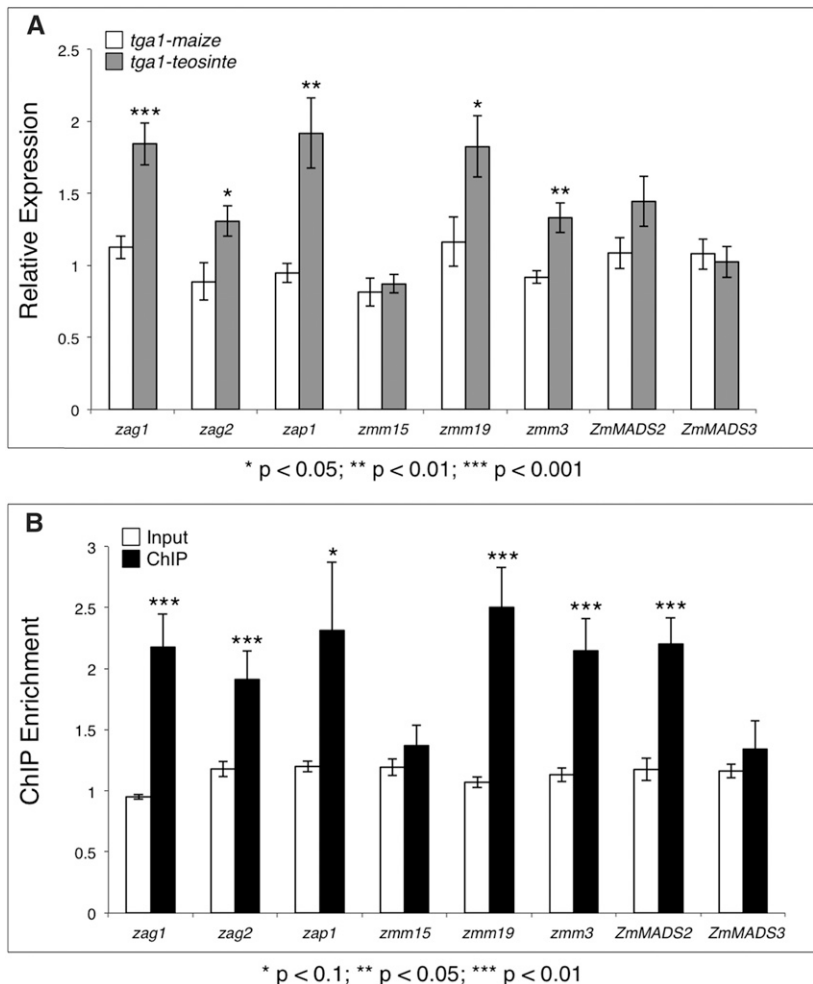 A
tga1-maize
tga1-teosinte
Relative Expression
2.5
2
1.5
1
0.5
0
***
*
**
*
**
zag1 zag2 zap1 zmm15 zmm19 zmm3 ZmMADS2 ZmMADS3
* p < 0.05; ** p < 0.01; *** p < 0.001
B
Input
ChIP
ChIP Enrichment
3
2.5
2
1.5
1
0.5
0
***
***
*
***
***
***
zag1 zag2 zap1 zmm15 zmm19 zmm3 ZmMADS2 ZmMADS3
* p < 0.1; ** p < 0.05; *** p < 0.01